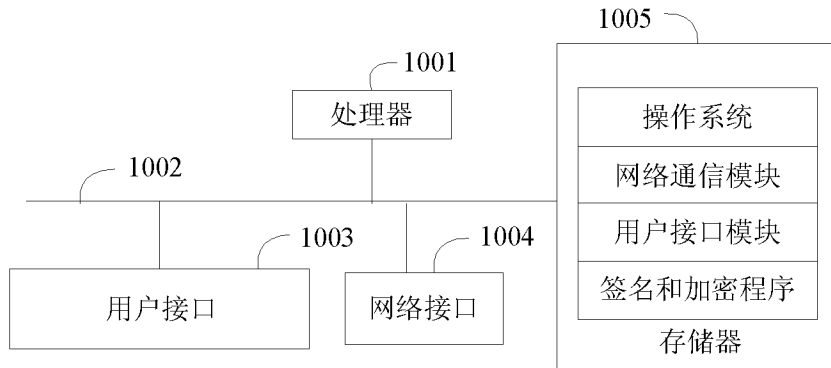 1005
1001
处理器
操作系统
网络通信模块
1002
用户接口模块
1003
1004
签名和加密程序
用户接口
网络接口
存储器